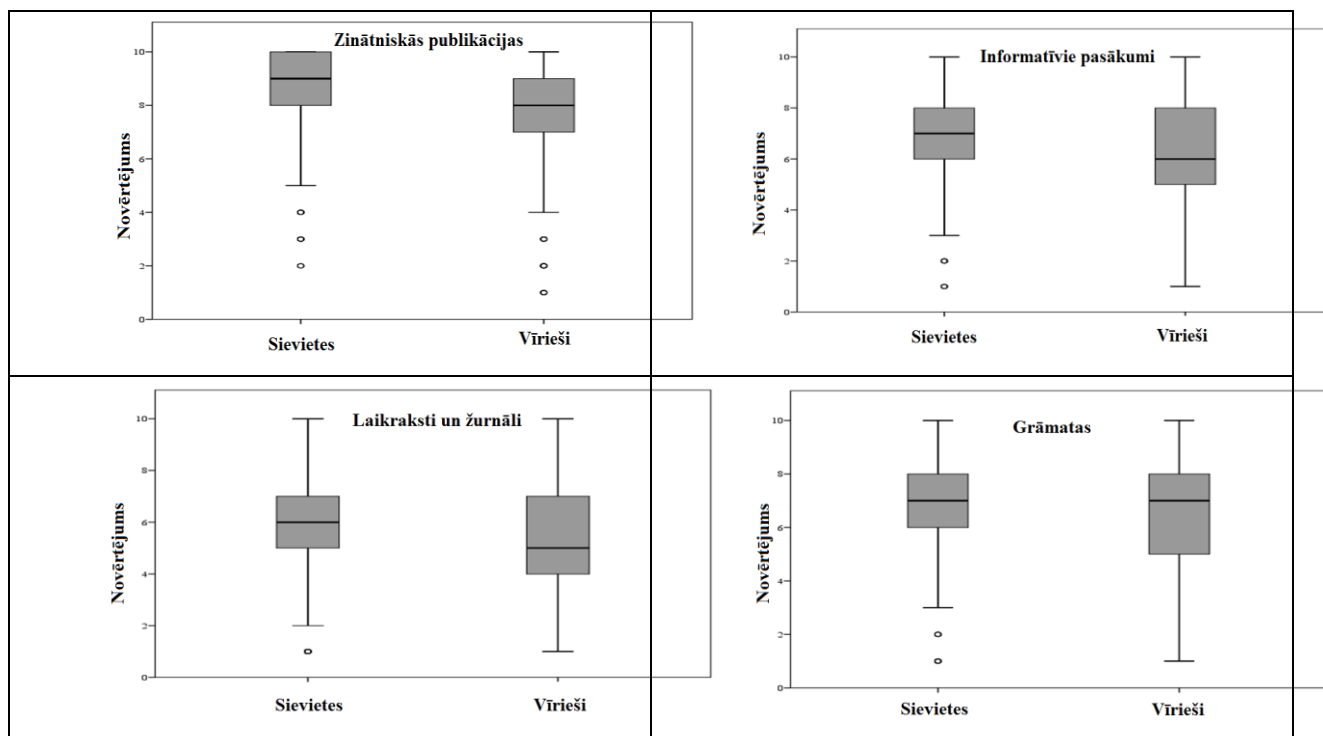 Zinātniskās publikācijas
Novērtējums
10
8
6
4
2
0
Sievietes
Vīrieši
Informatīvie pasākumi
Novērtējums
10
8
6
4
2
0
Sievietes
Vīrieši
Laikraksti un žurnāli
Novērtējums
10
8
6
4
2
0
Sievietes
Vīrieši
Grāmatas
Novērtējums
10
8
6
4
2
0
Sievietes
Vīrieši